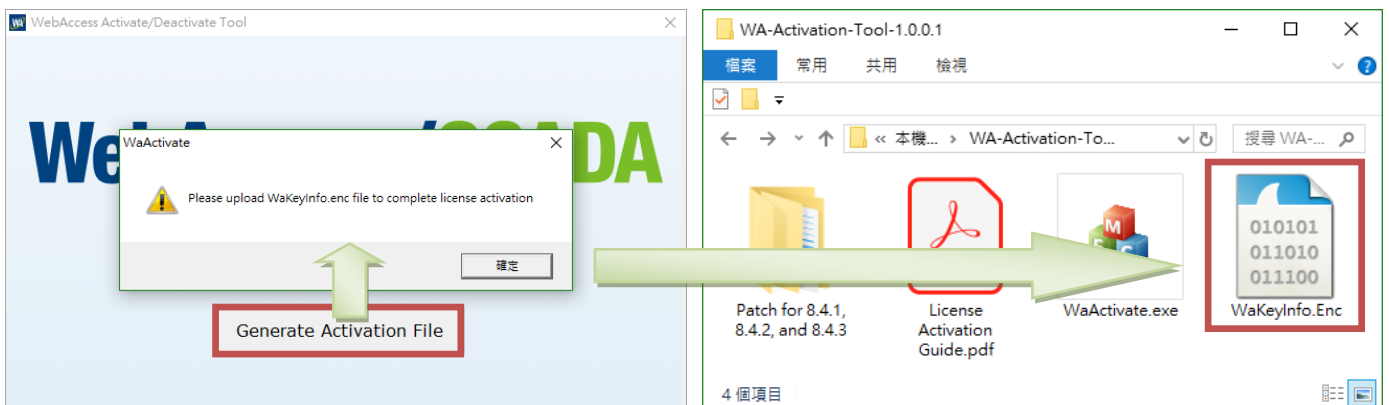 WebAccess Activate/Deactivate Tool
WaActivate
Please upload WaKeyInfo.enc file to complete license activation
確定
Generate Activation File
WA-Activation-Tool-1.0.0.1
檔案 常用 共用 檢視
« 本機... › WA-Activation-To... 搜尋 WA-...
010101
011010
011100
Patch for 8.4.1,
8.4.2, and 8.4.3
License
Activation
Guide.pdf
WaActivate.exe
WaKeyInfo.Enc
4 個項目